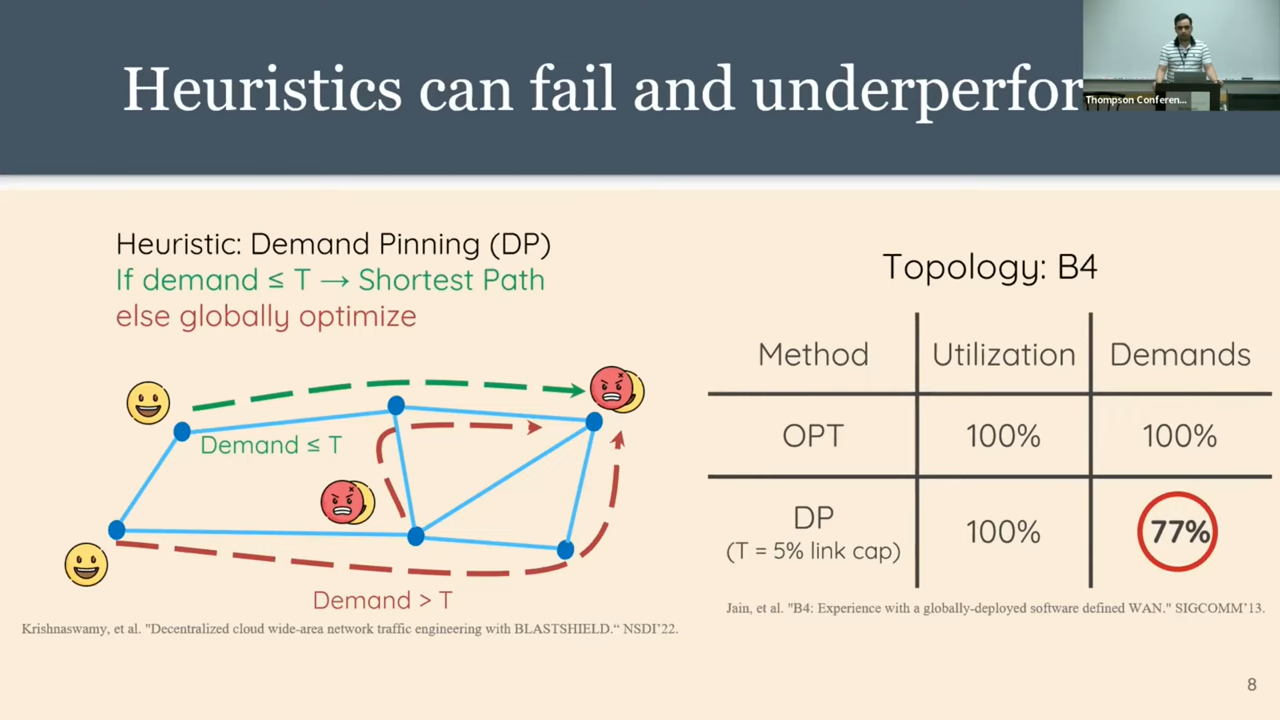 Heuristics can fail and underperfor
Thompson Conferen...
Heuristic: Demand Pinning (DP)
If demand ≤ T → Shortest Path
else globally optimize
Demand ≤ T
Demand > T
Krishnaswamy, et al. "Decentralized cloud wide-area network traffic engineering with BLASTSHIELD.“ NSDI’22.
Topology: B4
Method Utilization Demands
OPT 100% 100%
DP 100% 77%
(T = 5% link cap)
Jain, et al. "B4: Experience with a globally-deployed software defined WAN." SIGCOMM’13.
8